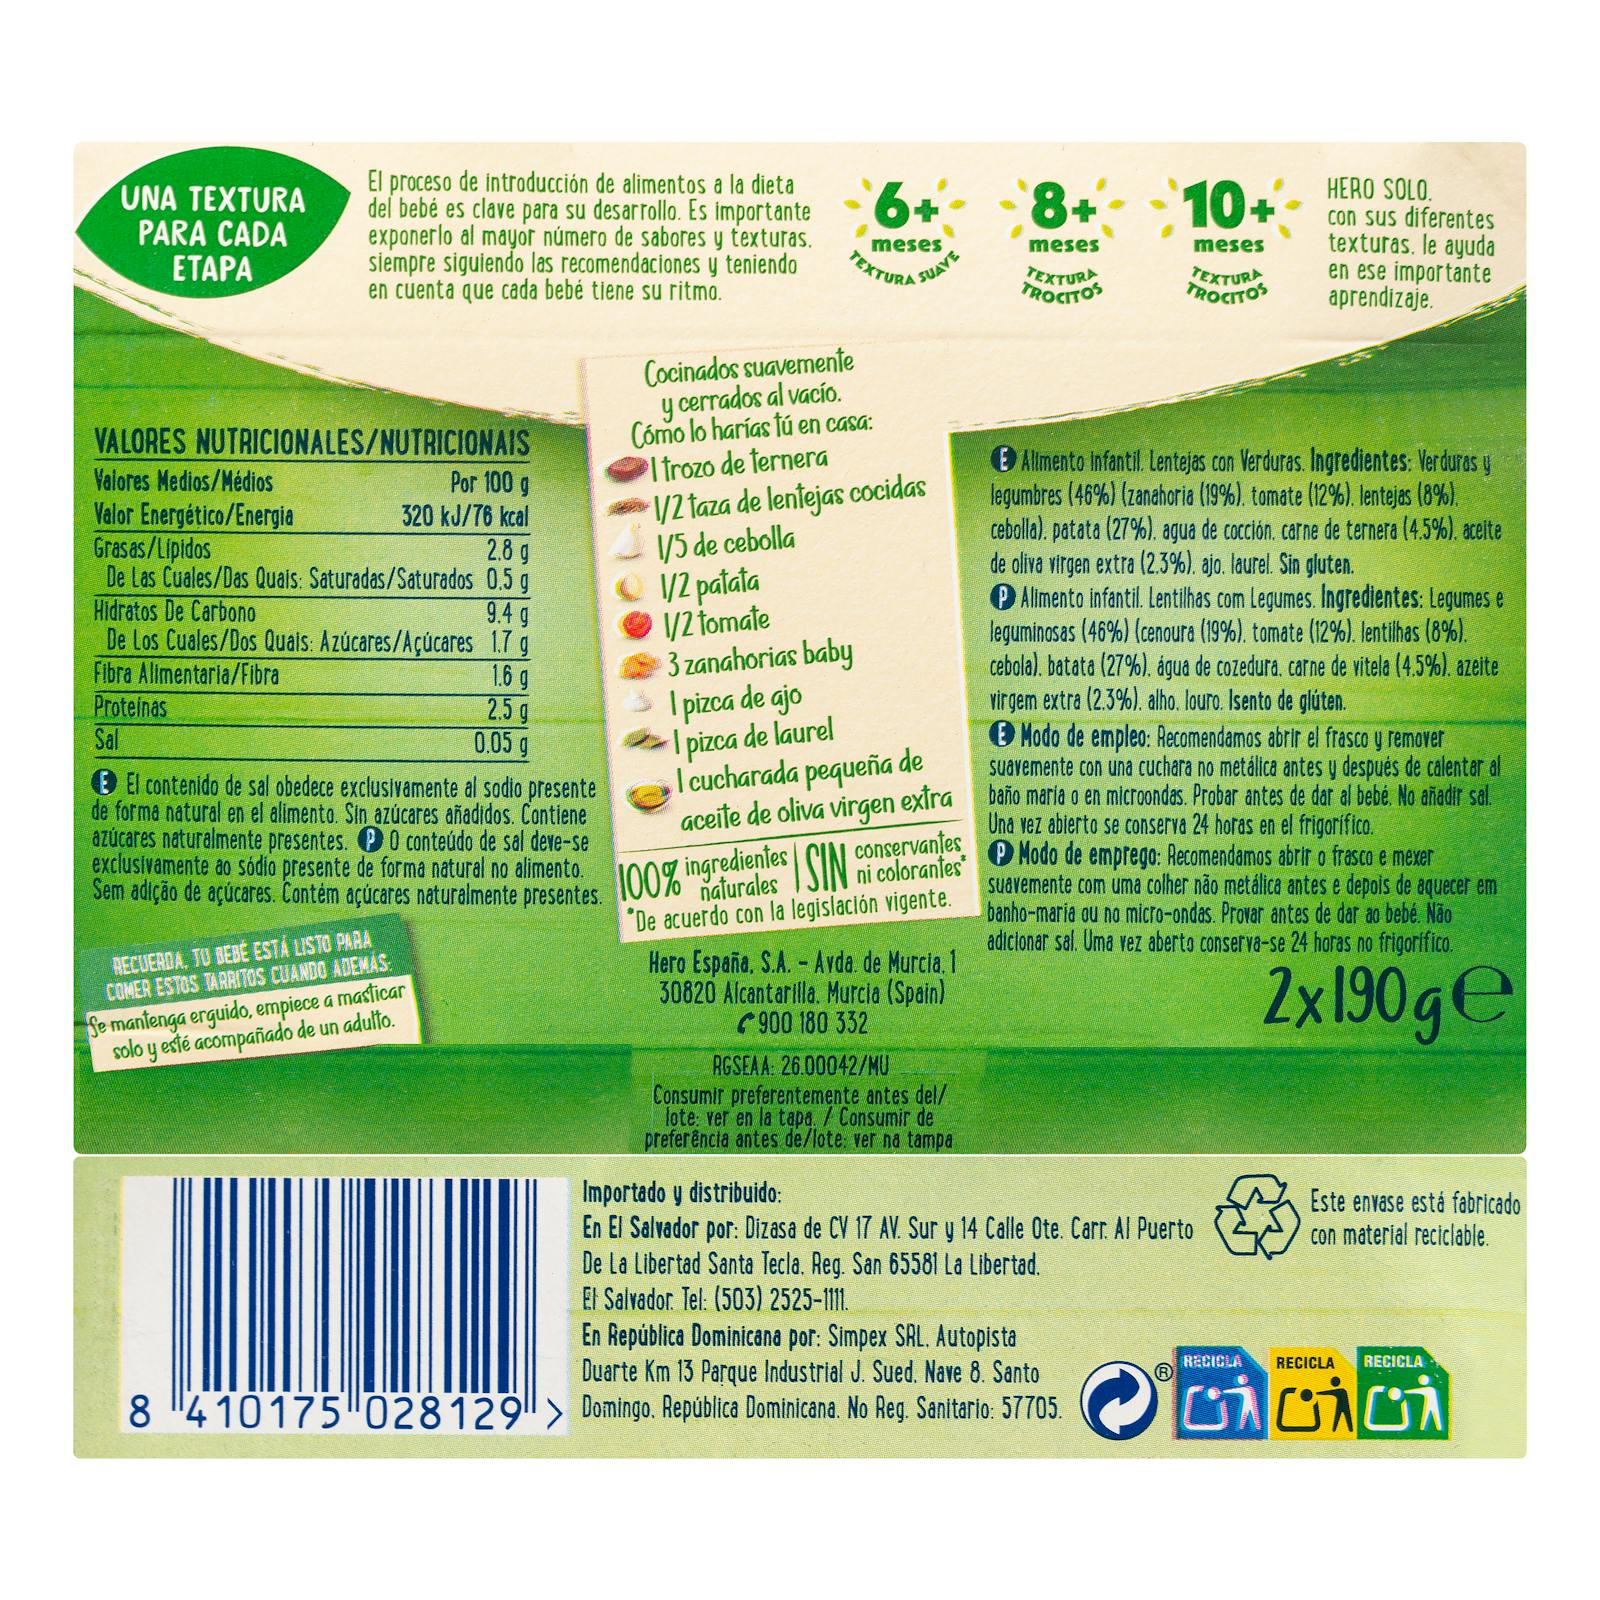 UNA TEXTURA
PARA CADA
ETAPA
El proceso de introducción de alimentos a la dieta
del bebé es clave para su desarrollo. Es importante
exponerlo al mayor número de sabores y texturas,
siempre siguiendo las recomendaciones y teniendo
en cuenta que cada bebé tiene su ritmo.
6+
meses
TEXTURA SUAVE
8+
meses
TEXTURA
TROCITOS
10+
meses
TEXTURA
TROCITOS
HERO SOLO,
con sus diferentes
texturas, le ayuda
en ese importante
aprendizaje.
VALORES NUTRICIONALES/NUTRICIONAIS
Valores Medios/Médios Por 100 g
Valor Energético/Energia 320 kJ/76 kcal
Grasas/Lípidos 2.8 g
De Las Cuales/Das Quais: Saturadas/Saturados 0.5 g
Hidratos De Carbono 9.4 g
De Los Cuales/Dos Quais: Azúcares/Açúcares 1.7 g
Fibra Alimentaria/Fibra 1.6 g
Proteínas 2.5 g
Sal 0.05 g
E El contenido de sal obedece exclusivamente al sodio presente
de forma natural en el alimento. Sin azúcares añadidos. Contiene
azúcares naturalmente presentes. P O conteúdo de sal deve-se
exclusivamente ao sódio presente de forma natural no alimento.
Sem adição de açúcares. Contém açúcares naturalmente presentes.
RECUERDA, TU BEBÉ ESTÁ LISTO PARA
COMER ESTOS TARRITOS CUANDO ADEMÁS:
Se mantenga erguido, empiece a masticar
solo y esté acompañado de un adulto.
Cocinados suavemente
y cerrados al vacío.
Cómo lo harías tú en casa:
1 trozo de ternera
1/2 taza de lentejas cocidas
1/5 de cebolla
1/2 patata
1/2 tomate
3 zanahorias baby
1 pizca de ajo
1 pizca de laurel
1 cucharada pequeña de
aceite de oliva virgen extra
100% ingredientes naturales | SIN conservantes ni colorantes*
*De acuerdo con la legislación vigente.
Hero España, S.A. - Avda. de Murcia, 1
30820 Alcantarilla. Murcia (Spain)
900 180 332
RGSEAA: 26.00042/MU
Consumir preferentemente antes del/
lote: ver en la tapa. / Consumir de
preferência antes de/lote: ver na tampa
E Alimento infantil. Lentejas con Verduras. Ingredientes: Verduras y
legumbres (46%) (zanahoria (19%), tomate (12%), lentejas (8%),
cebolla), patata (27%), agua de cocción, carne de ternera (4.5%), aceite
de oliva virgen extra (2.3%), ajo, laurel. Sin gluten.
P Alimento infantil. Lentilhas com Legumes. Ingredientes: Legumes e
leguminosas (46%) (cenoura (19%), tomate (12%), lentilhas (8%),
cebola), batata (27%), água de cozedura, carne de vitela (4.5%), azeite
virgem extra (2.3%), alho, louro. Isento de glúten.
E Modo de empleo: Recomendamos abrir el frasco y remover
suavemente con una cuchara no metálica antes y después de calentar al
baño maría o en microondas. Probar antes de dar al bebé. No añadir sal.
Una vez abierto se conserva 24 horas en el frigorífico.
P Modo de emprego: Recomendamos abrir o frasco e mexer
suavemente com uma colher não metálica antes e depois de aquecer em
banho-maria ou no micro-ondas. Provar antes de dar ao bebé. Não
adicionar sal. Uma vez aberto conserva-se 24 horas no frigorífico.
2x190g e
8 410175 028129 >
Importado y distribuido:
En El Salvador por: Dizasa de CV 17 AV. Sur y 14 Calle Ote. Carr. Al Puerto
De La Libertad Santa Tecla, Reg. San 65581 La Libertad,
El Salvador. Tel: (503) 2525-1111.
En República Dominicana por: Simpex SRL, Autopista
Duarte Km 13 Parque Industrial J. Sued, Nave 8, Santo
Domingo, República Dominicana. No Reg. Sanitario: 57705.
Este envase está fabricado
con material reciclable.
®
RECICLA
RECICLA
RECICLA